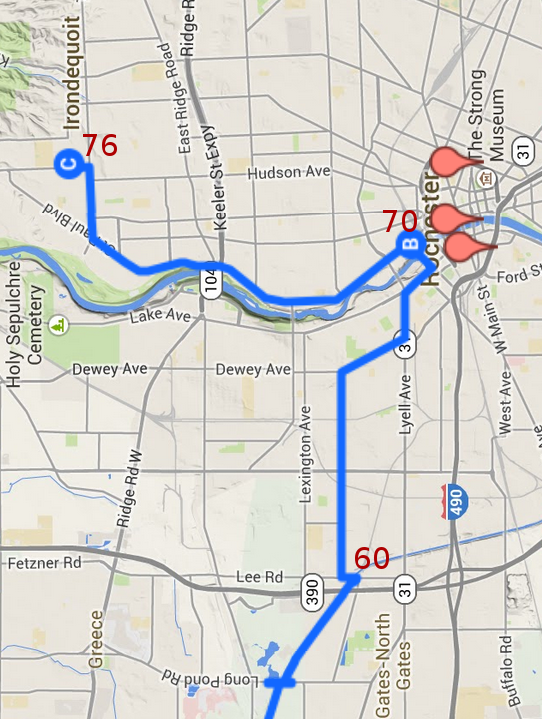 Irondequoit
East Ridge Road
Ridge R
The Strong
Museum
31
76
C
Keeler St Expy
Hudson Ave
Rochester
70
B
St Paul Blvd
104
Ford St
Holy Sepulchre
Cemetery
Lake Ave
W Main St
31
Dewey Ave
Dewey Ave
Lyell Ave
West Ave
Ave
Lexington Ave
Ridge Rd W
490
60
Fetzner Rd
Lee Rd
390
31
Greece
Long Pond Rd
Gates-North
Gates
Buffalo Rd